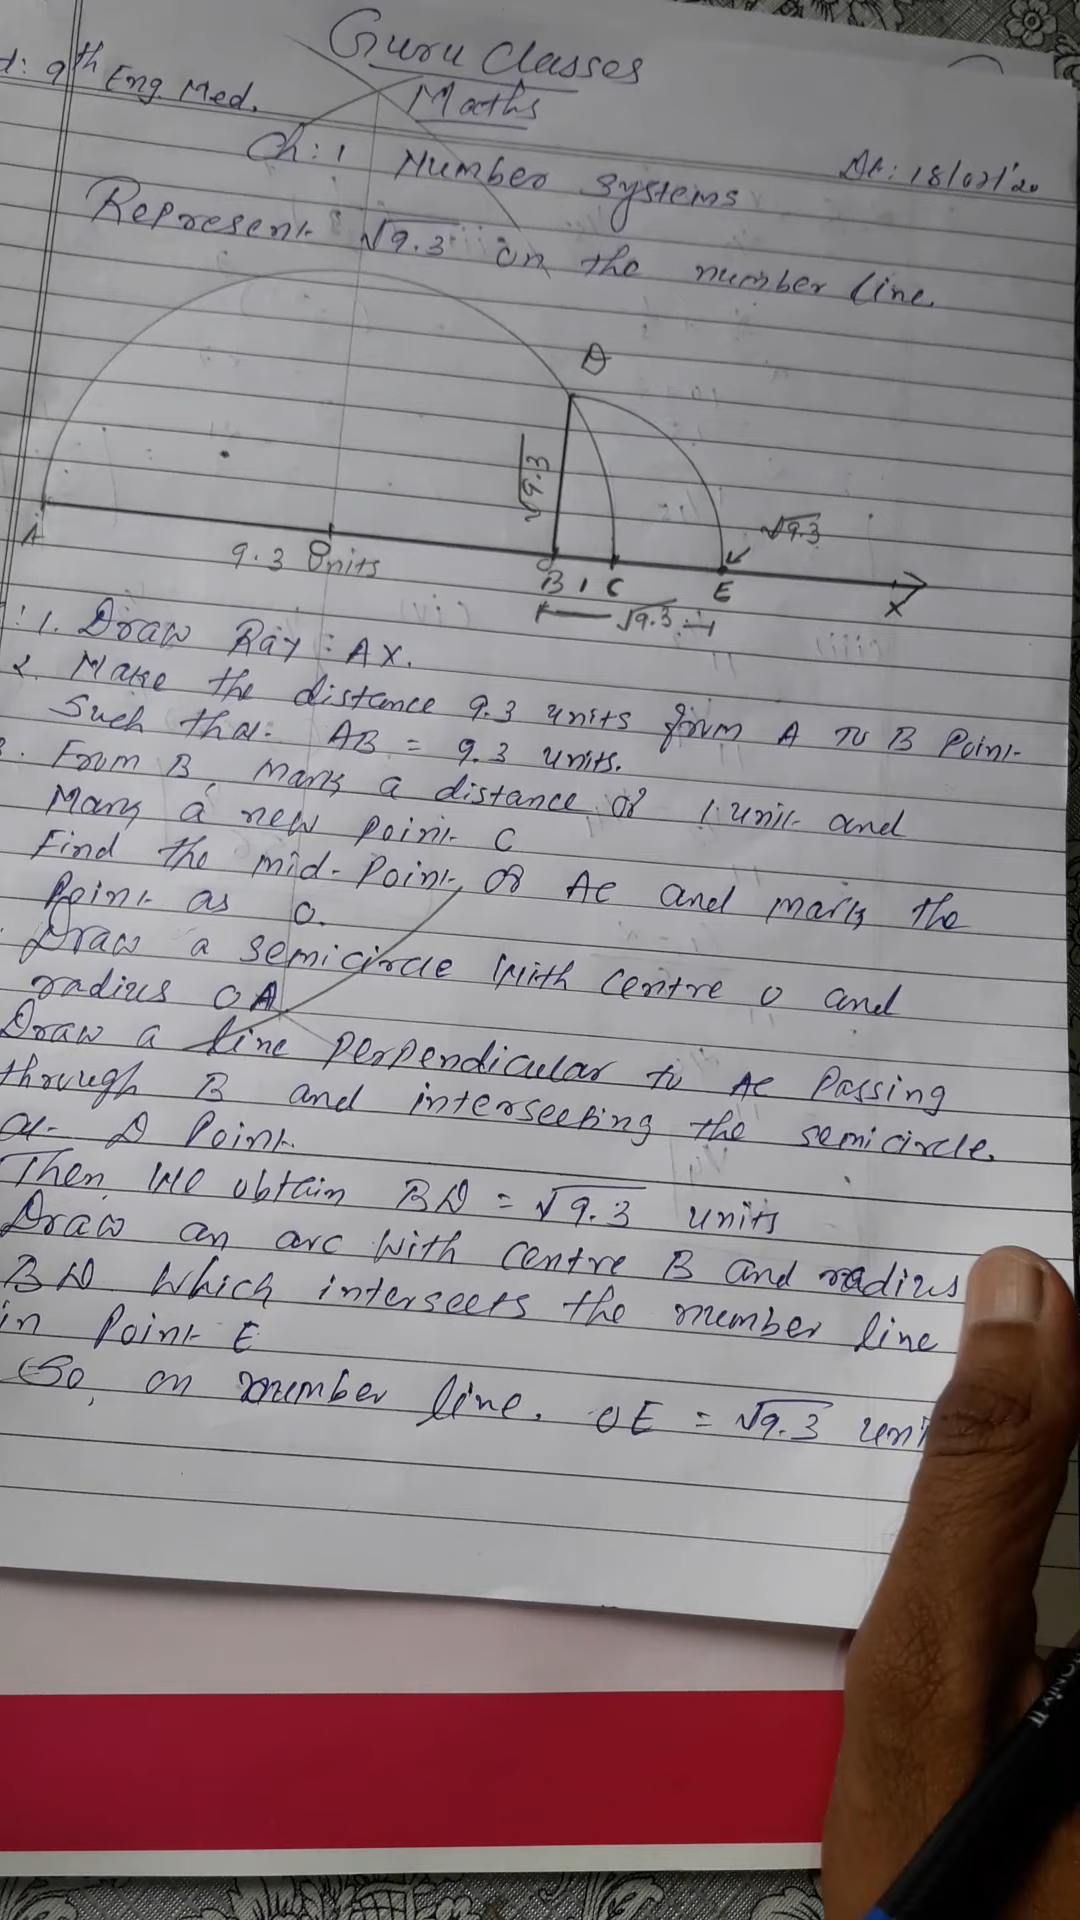 Guru Classes
9th Eng. Med.
Maths
Ch: 1 Number systems
Dt: 18/07/20
Represent √9.3 on the number line.
D
√9.3
√9.3
A
9.3 Units
O
B 1 C
E
X
√9.3
: 1. Draw Ray : AX.
2. Make the distance 9.3 units from A to B Point
Such that AB = 9.3 units.
3. From B, mark a distance of 1 unit and
Mark a new point C
Find the mid-Point of AC and mark the
Point as O.
Draw a semicircle with centre O and
radius OA
Draw a line perpendicular to AC Passing
through B and interseeting the semicircle.
at D Point.
Then, we obtain BD = √9.3 units
Draw an arc with centre B and radius
BD which interseets the number line
in Point E
So, on number line. OE = √9.3 uni
only II